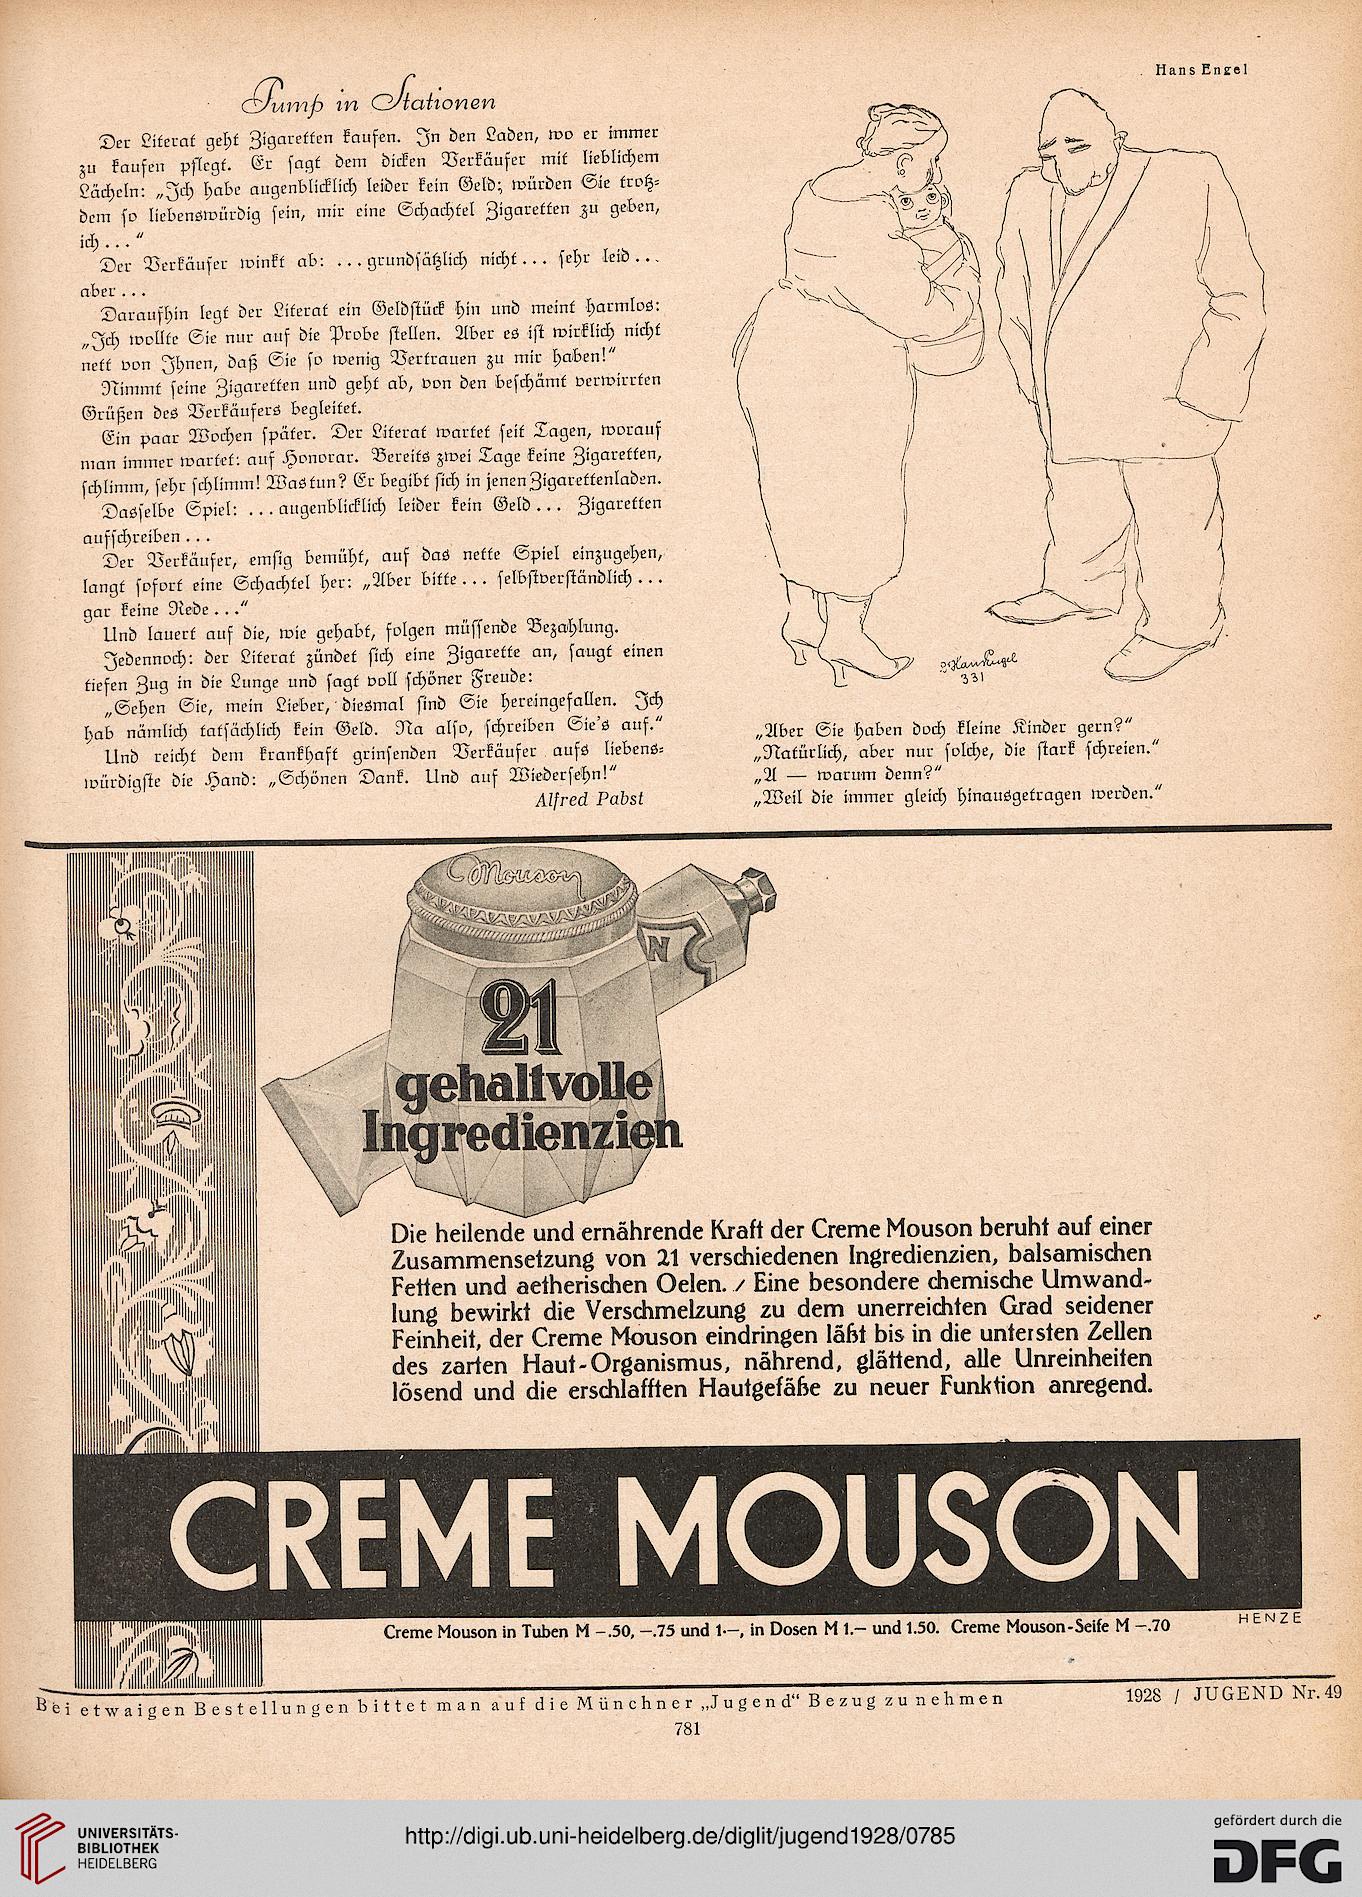 Hans Engel
Pump in Stationen
Der Literat geht Zigaretten kaufen. In den Laden, wo er immer
zu kaufen pflegt. Er sagt dem dicken Verkäufer mit lieblichem
Lächeln: „Ich habe augenblicklich leider kein Geld; würden Sie trotz-
dem so liebenswürdig sein, mir eine Schachtel Zigaretten zu geben,
ich . . . “
Der Verkäufer winkt ab: . . . grundsätzlich nicht . . . sehr leid . . .
aber . . .
Daraufhin legt der Literat ein Geldstück hin und meint harmlos:
„Ich wollte Sie nur auf die Probe stellen. Aber es ist wirklich nicht
nett von Ihnen, daß Sie so wenig Vertrauen zu mir haben!“
Nimmt seine Zigaretten und geht ab, von den beschämt verwirrten
Grüßen des Verkäufers begleitet.
Ein paar Wochen später. Der Literat wartet seit Tagen, worauf
man immer wartet: auf Honorar. Bereits zwei Tage keine Zigaretten,
schlimm, sehr schlimm! Was tun? Er begibt sich in jenen Zigarettenladen.
Dasselbe Spiel: . . . augenblicklich leider kein Geld . . . Zigaretten
aufschreiben . . .
Der Verkäufer, emsig bemüht, auf das nette Spiel einzugehen,
langt sofort eine Schachtel her: „Aber bitte . . . selbstverständlich . . .
gar keine Rede . . .“
Und lauert auf die, wie gehabt, folgen müssende Bezahlung.
Jedennoch: der Literat zündet sich eine Zigarette an, saugt einen
tiefen Zug in die Lunge und sagt voll schöner Freude:
„Sehen Sie, mein Lieber, diesmal sind Sie hereingefallen. Ich
hab nämlich tatsächlich kein Geld. Na also, schreiben Sie's auf.“
Und reicht dem krankhaft grinsenden Verkäufer aufs liebens-
würdigste die Hand: „Schönen Dank. Und auf Wiedersehn!“
Alfred Pabst
Hans Engel
331
„Aber Sie haben doch kleine Kinder gern?“
„Natürlich, aber nur solche, die stark schreien.“
„A — warum denn?“
„Weil die immer gleich hinausgetragen werden.“
Mouson
N
21
gehaltvolle
Ingredienzien
Die heilende und ernährende Kraft der Creme Mouson beruht auf einer
Zusammensetzung von 21 verschiedenen Ingredienzien, balsamischen
Fetten und aetherischen Oelen. / Eine besondere chemische Umwand-
lung bewirkt die Verschmelzung zu dem unerreichten Grad seidener
Feinheit, der Creme Mouson eindringen läßt bis in die untersten Zellen
des zarten Haut-Organismus, nährend, glättend, alle Unreinheiten
lösend und die erschlafften Hautgefäße zu neuer Funktion anregend.
CREME MOUSON
Creme Mouson in Tuben M –.50, –.75 und 1.–, in Dosen M 1.– und 1.50. Creme Mouson-Seife M –.70
HENZE
Bei etwaigen Bestellungen bittet man auf die Münchner „Jugend“ Bezug zu nehmen
1928 / JUGEND Nr. 49
781
UNIVERSITÄTS-
BIBLIOTHEK
HEIDELBERG
http://digi.ub.uni-heidelberg.de/diglit/jugend1928/0785
gefördert durch die
DFG